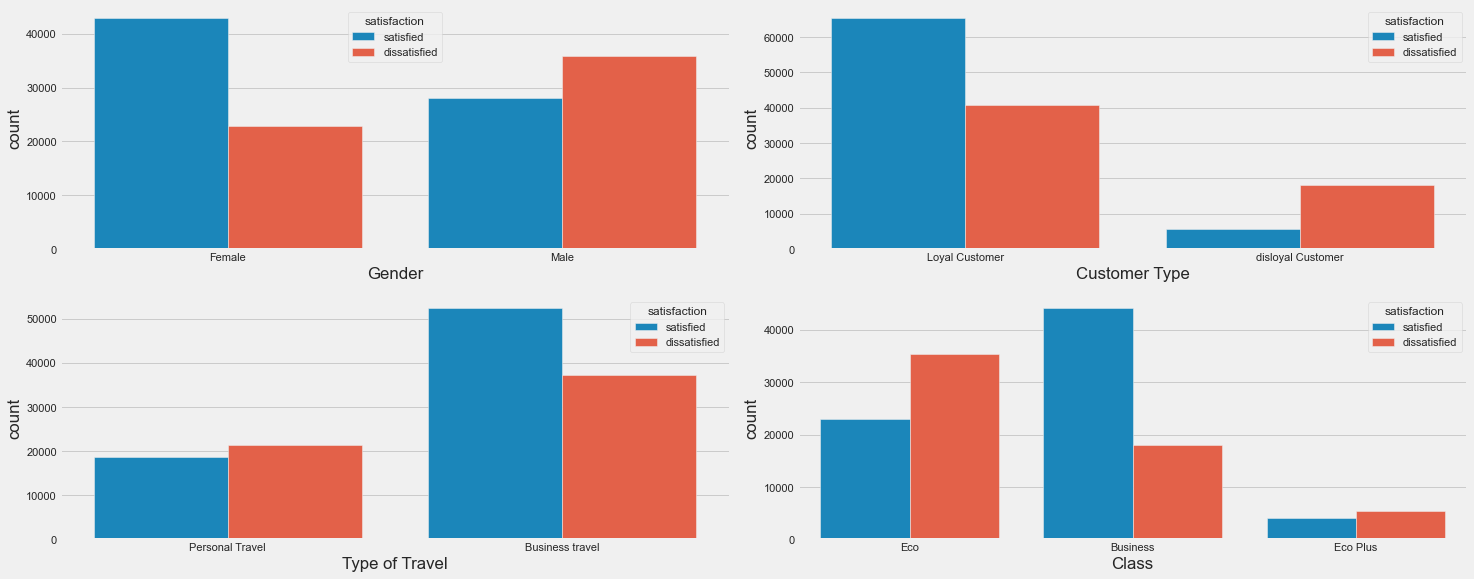 satisfaction
satisfied
dissatisfied
40000
30000
20000
10000
0
count
Female
Male
Gender
satisfaction
satisfied
dissatisfied
60000
50000
40000
30000
20000
10000
0
count
Loyal Customer
disloyal Customer
Customer Type
satisfaction
satisfied
dissatisfied
50000
40000
30000
20000
10000
0
count
Personal Travel
Business travel
Type of Travel
satisfaction
satisfied
dissatisfied
40000
30000
20000
10000
0
count
Eco
Business
Eco Plus
Class